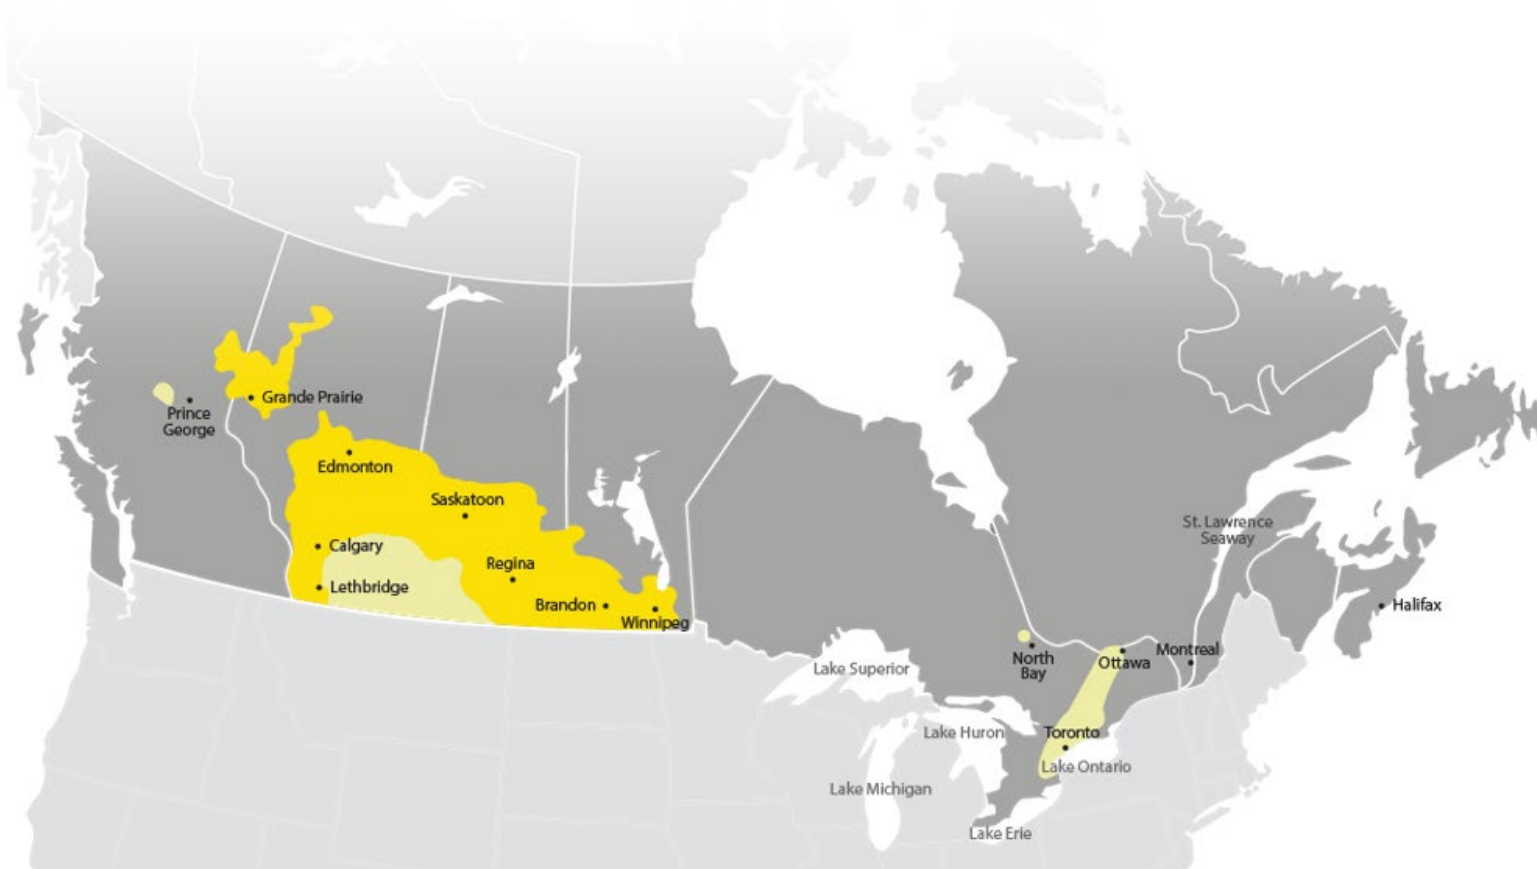 Grande Prairie
Prince
George
Edmonton
Saskatoon
Calgary
Regina
Lethbridge
Brandon
Winnipeg
St. Lawrence
Seaway
Halifax
North
Bay
Ottawa
Montreal
Lake Superior
Lake Huron
Toronto
Lake Ontario
Lake Michigan
Lake Erie